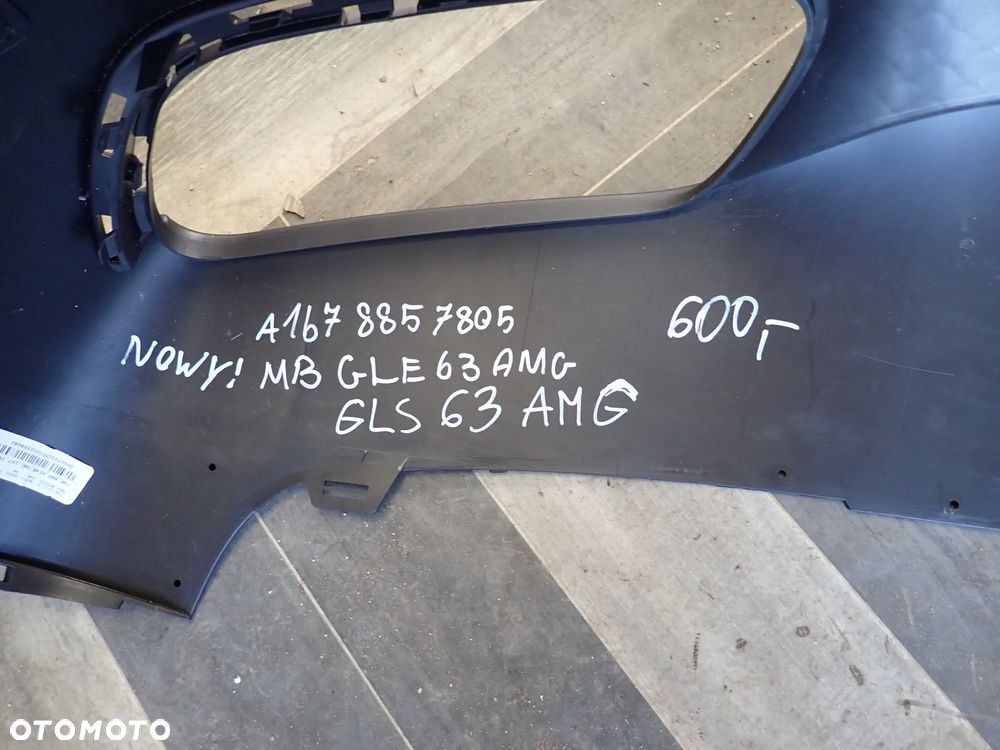 A167 885 7805
600,-
NOWY! MB GLE 63 AMG
GLS 63 AMG
OTOMOTO